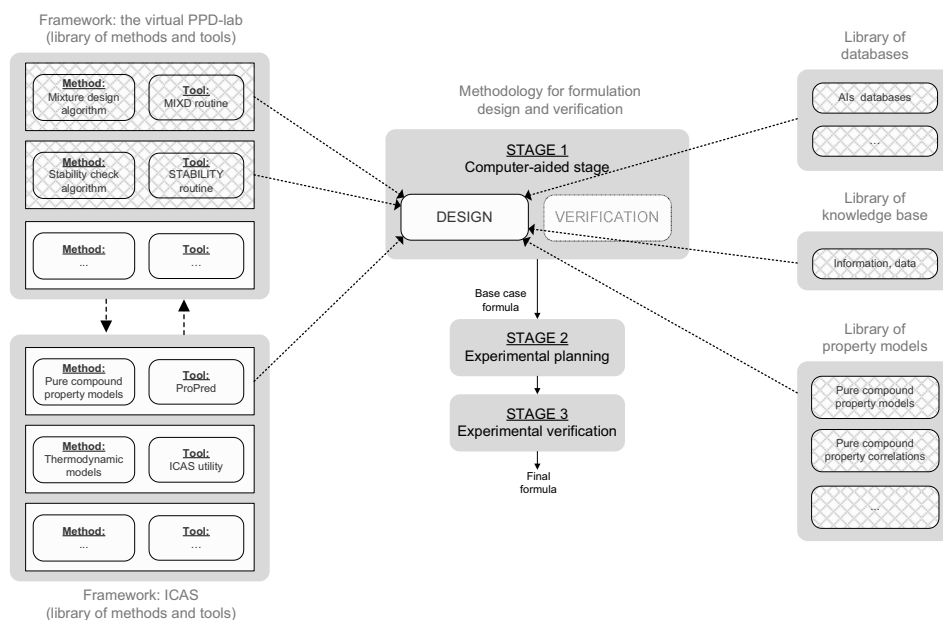 Framework: the virtual PPD-lab
(library of methods and tools)
Method:
Mixture design
algorithm
Tool:
MIXD routine
Method:
Stability check
algorithm
Tool:
STABILITY
routine
Method:
...
Tool:
...
Method:
Pure compound
property models
Tool:
ProPred
Method:
Thermodynamic
models
Tool:
ICAS utility
Method:
...
Tool:
...
Framework: ICAS
(library of methods and tools)
Methodology for formulation
design and verification
STAGE 1
Computer-aided stage
DESIGN
VERIFICATION
Base case
formula
STAGE 2
Experimental planning
STAGE 3
Experimental verification
Final
formula
Library of
databases
AIs databases
...
Library of
knowledge base
Information, data
Library of
property models
Pure compound
property models
Pure compound
property correlations
...